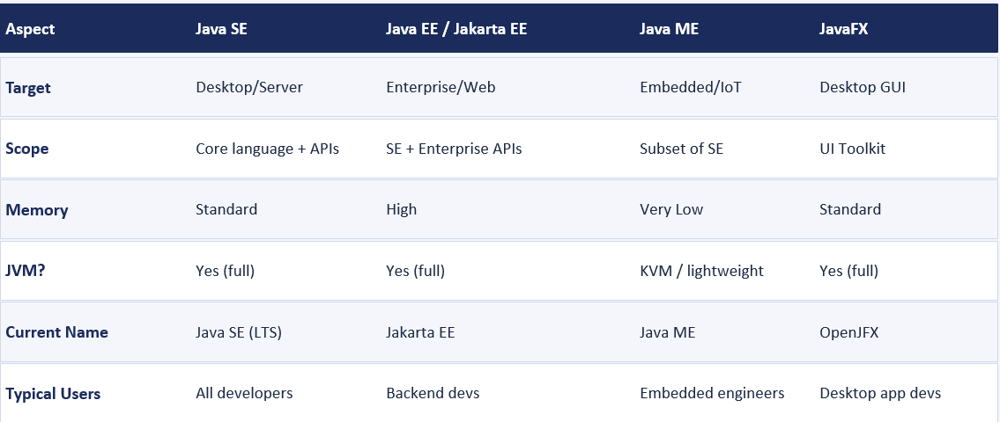 Aspect Java SE Java EE / Jakarta EE Java ME JavaFX
Target Desktop/Server Enterprise/Web Embedded/IoT Desktop GUI
Scope Core language + APIs SE + Enterprise APIs Subset of SE UI Toolkit
Memory Standard High Very Low Standard
JVM? Yes (full) Yes (full) KVM / lightweight Yes (full)
Current Name Java SE (LTS) Jakarta EE Java ME OpenJFX
Typical Users All developers Backend devs Embedded engineers Desktop app devs